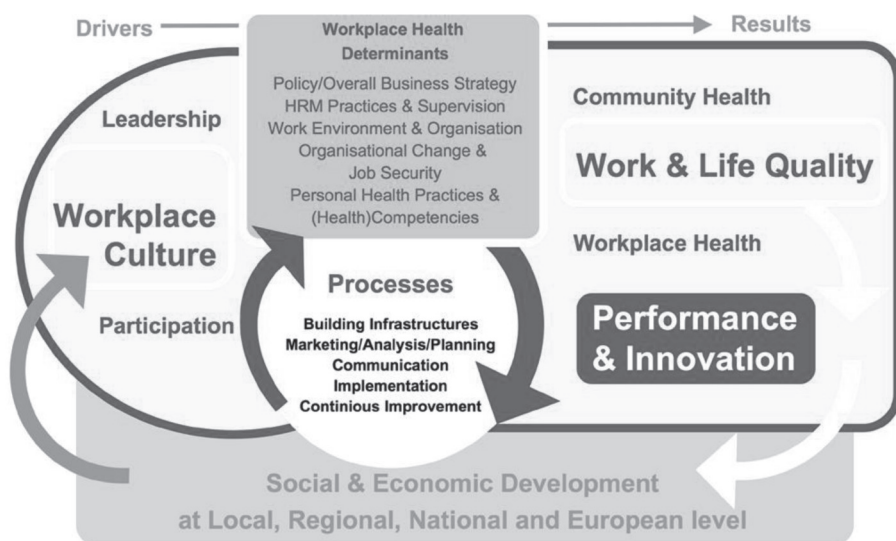 Drivers
Results
Workplace Health
Determinants
Policy/Overall Business Strategy
HRM Practices & Supervision
Work Environment & Organisation
Organisational Change &
Job Security
Personal Health Practices &
(Health)Competencies
Leadership
Workplace
Culture
Participation
Processes
Building Infrastructures
Marketing/Analysis/Planning
Communication
Implementation
Continious Improvement
Community Health
Work & Life Quality
Workplace Health
Performance
& Innovation
Social & Economic Development
at Local, Regional, National and European level